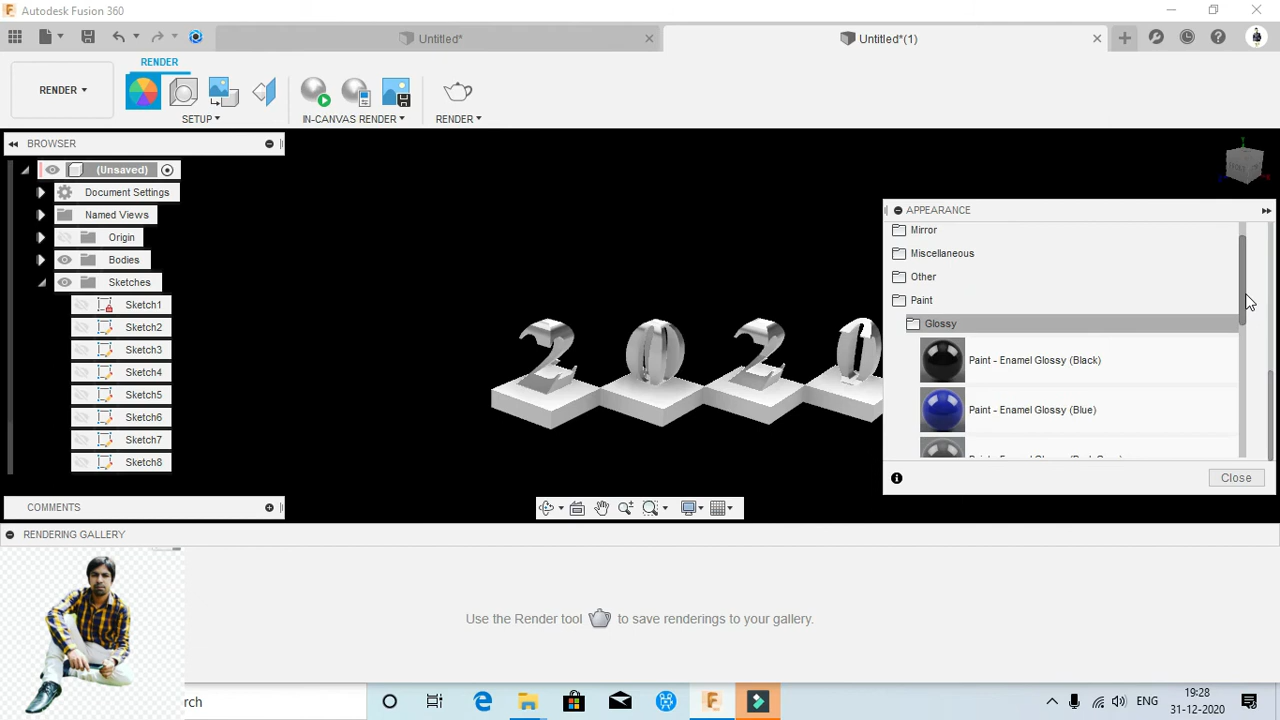 Autodesk Fusion 360
Untitled*
Untitled*(1)
RENDER
RENDER
SETUP
IN-CANVAS RENDER
RENDER
BROWSER
(Unsaved)
Document Settings
Named Views
Origin
Bodies
Sketches
Sketch1
Sketch2
Sketch3
Sketch4
Sketch5
Sketch6
Sketch7
Sketch8
2020
APPEARANCE
Mirror
Miscellaneous
Other
Paint
Glossy
Paint - Enamel Glossy (Black)
Paint - Enamel Glossy (Blue)
Close
COMMENTS
RENDERING GALLERY
Use the Render tool to save renderings to your gallery.
rch
ENG
19:28
31-12-2020